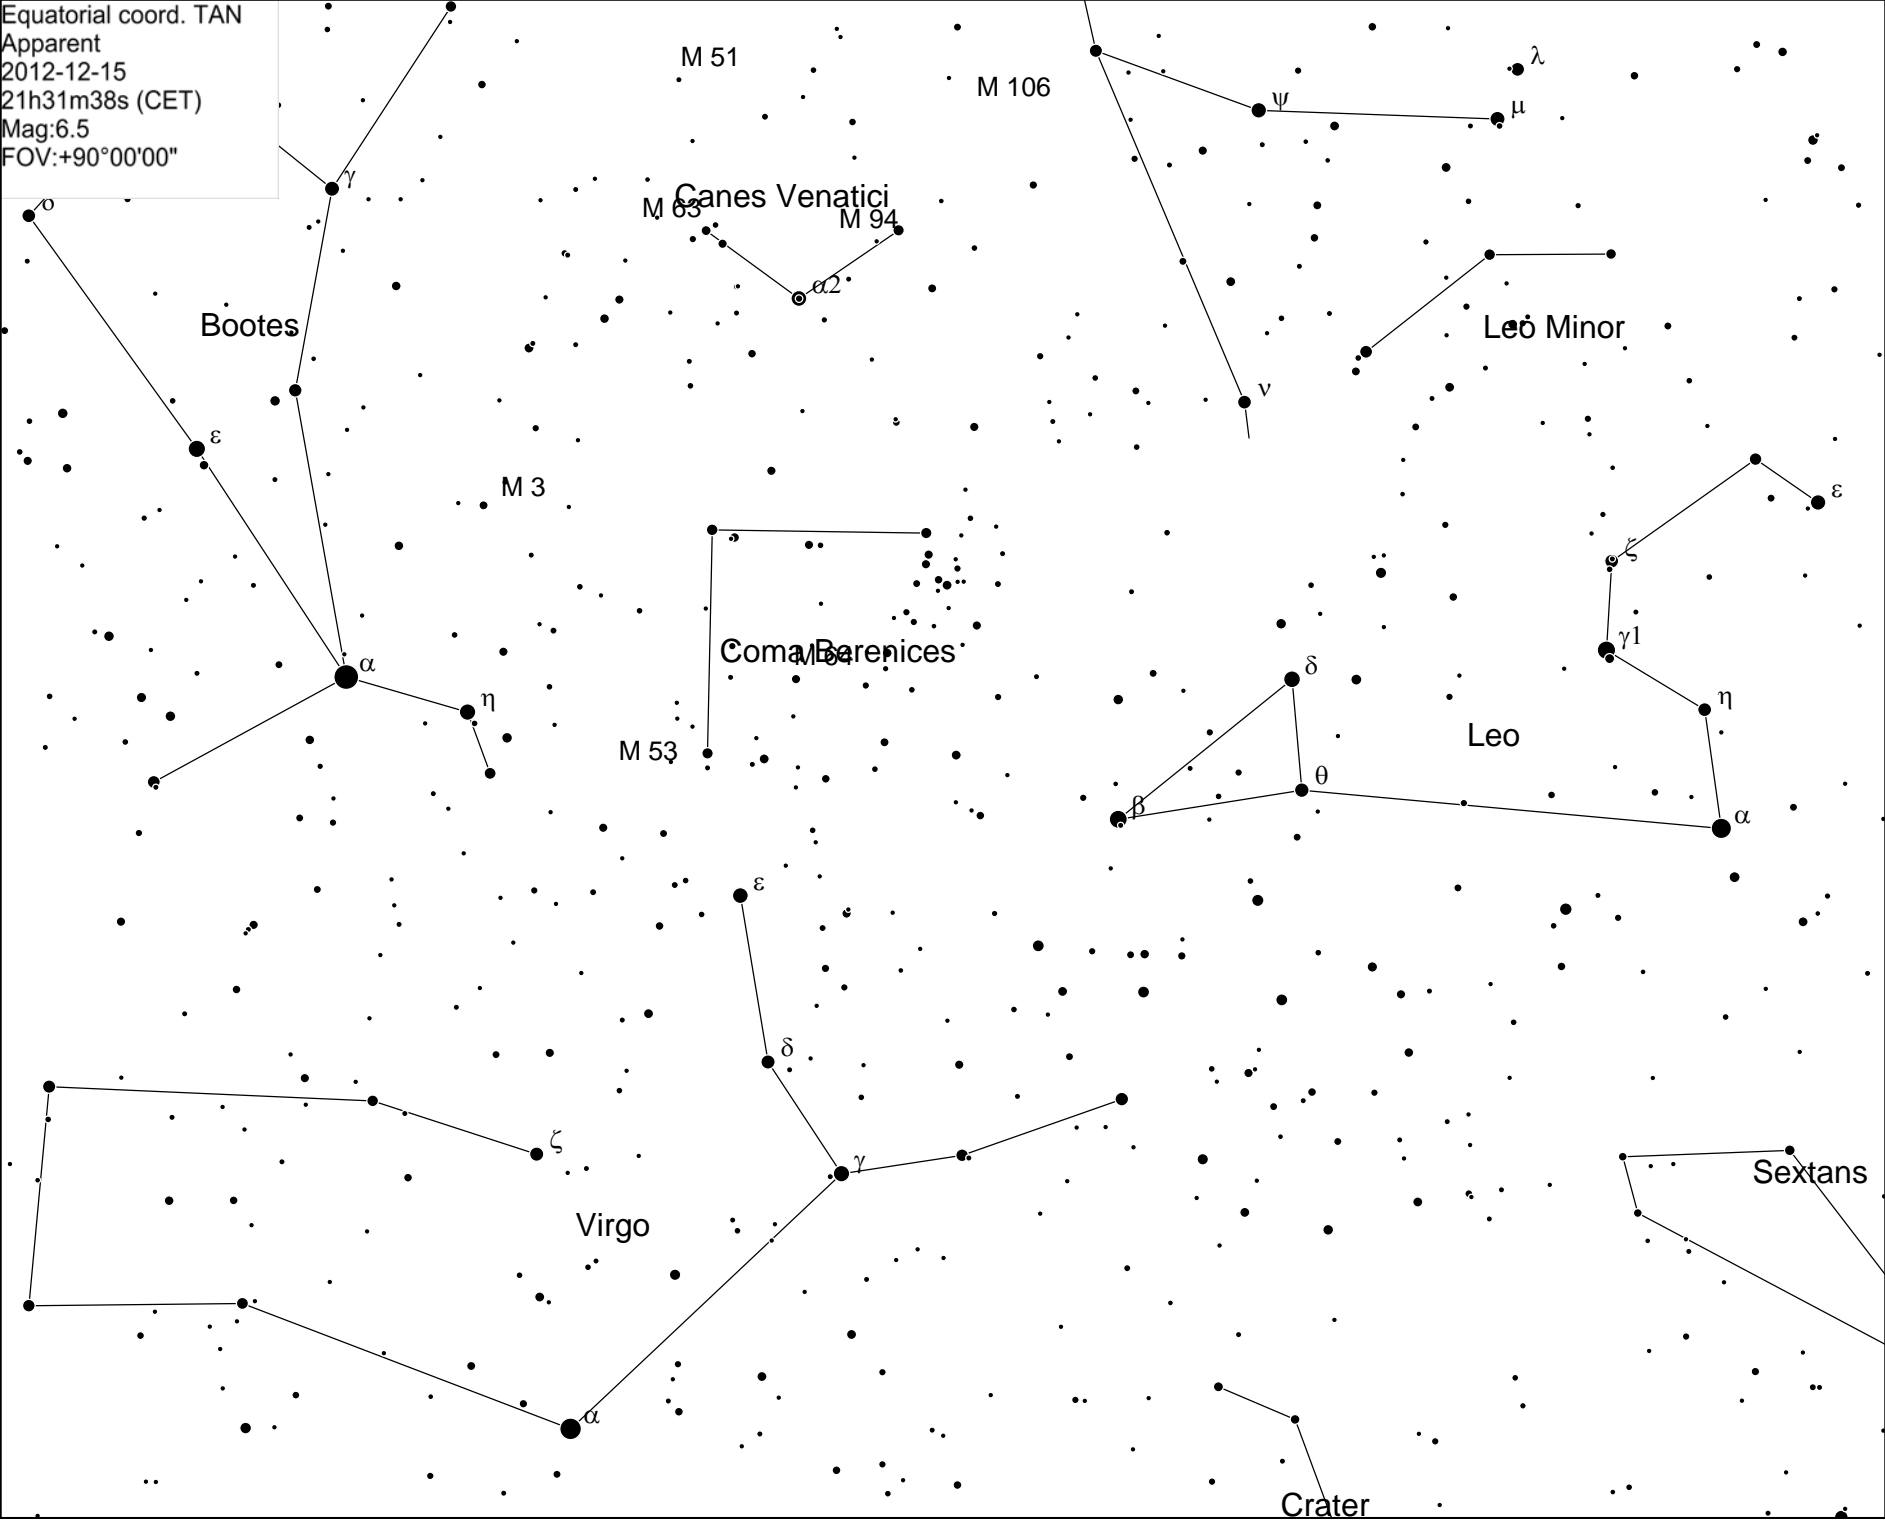 Equatorial coord. TAN
Apparent
2012-12-15
21h31m38s (CET)
Mag:6.5
FOV:+90°00'00"
M 51
M 106
λ
ψ
μ
γ
δ
Canes Venatici
M 63
M 94
α2
Bootes
Leo Minor
ν
ε
M 3
ε
ζ
γ1
Coma Berenices
M 64
α
δ
η
η
Leo
M 53
θ
β
α
ε
δ
ζ
γ
Sextans
Virgo
α
Crater